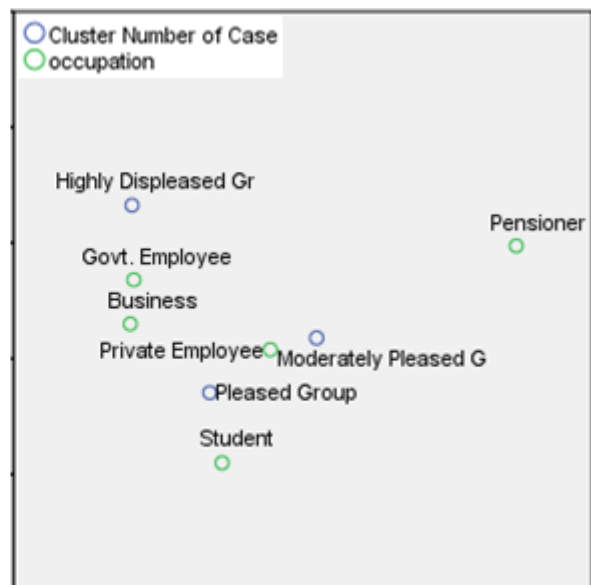 Cluster Number of Case
occupation
Highly Displeased Gr
Pensioner
Govt. Employee
Business
Private Employee
Moderately Pleased G
Pleased Group
Student